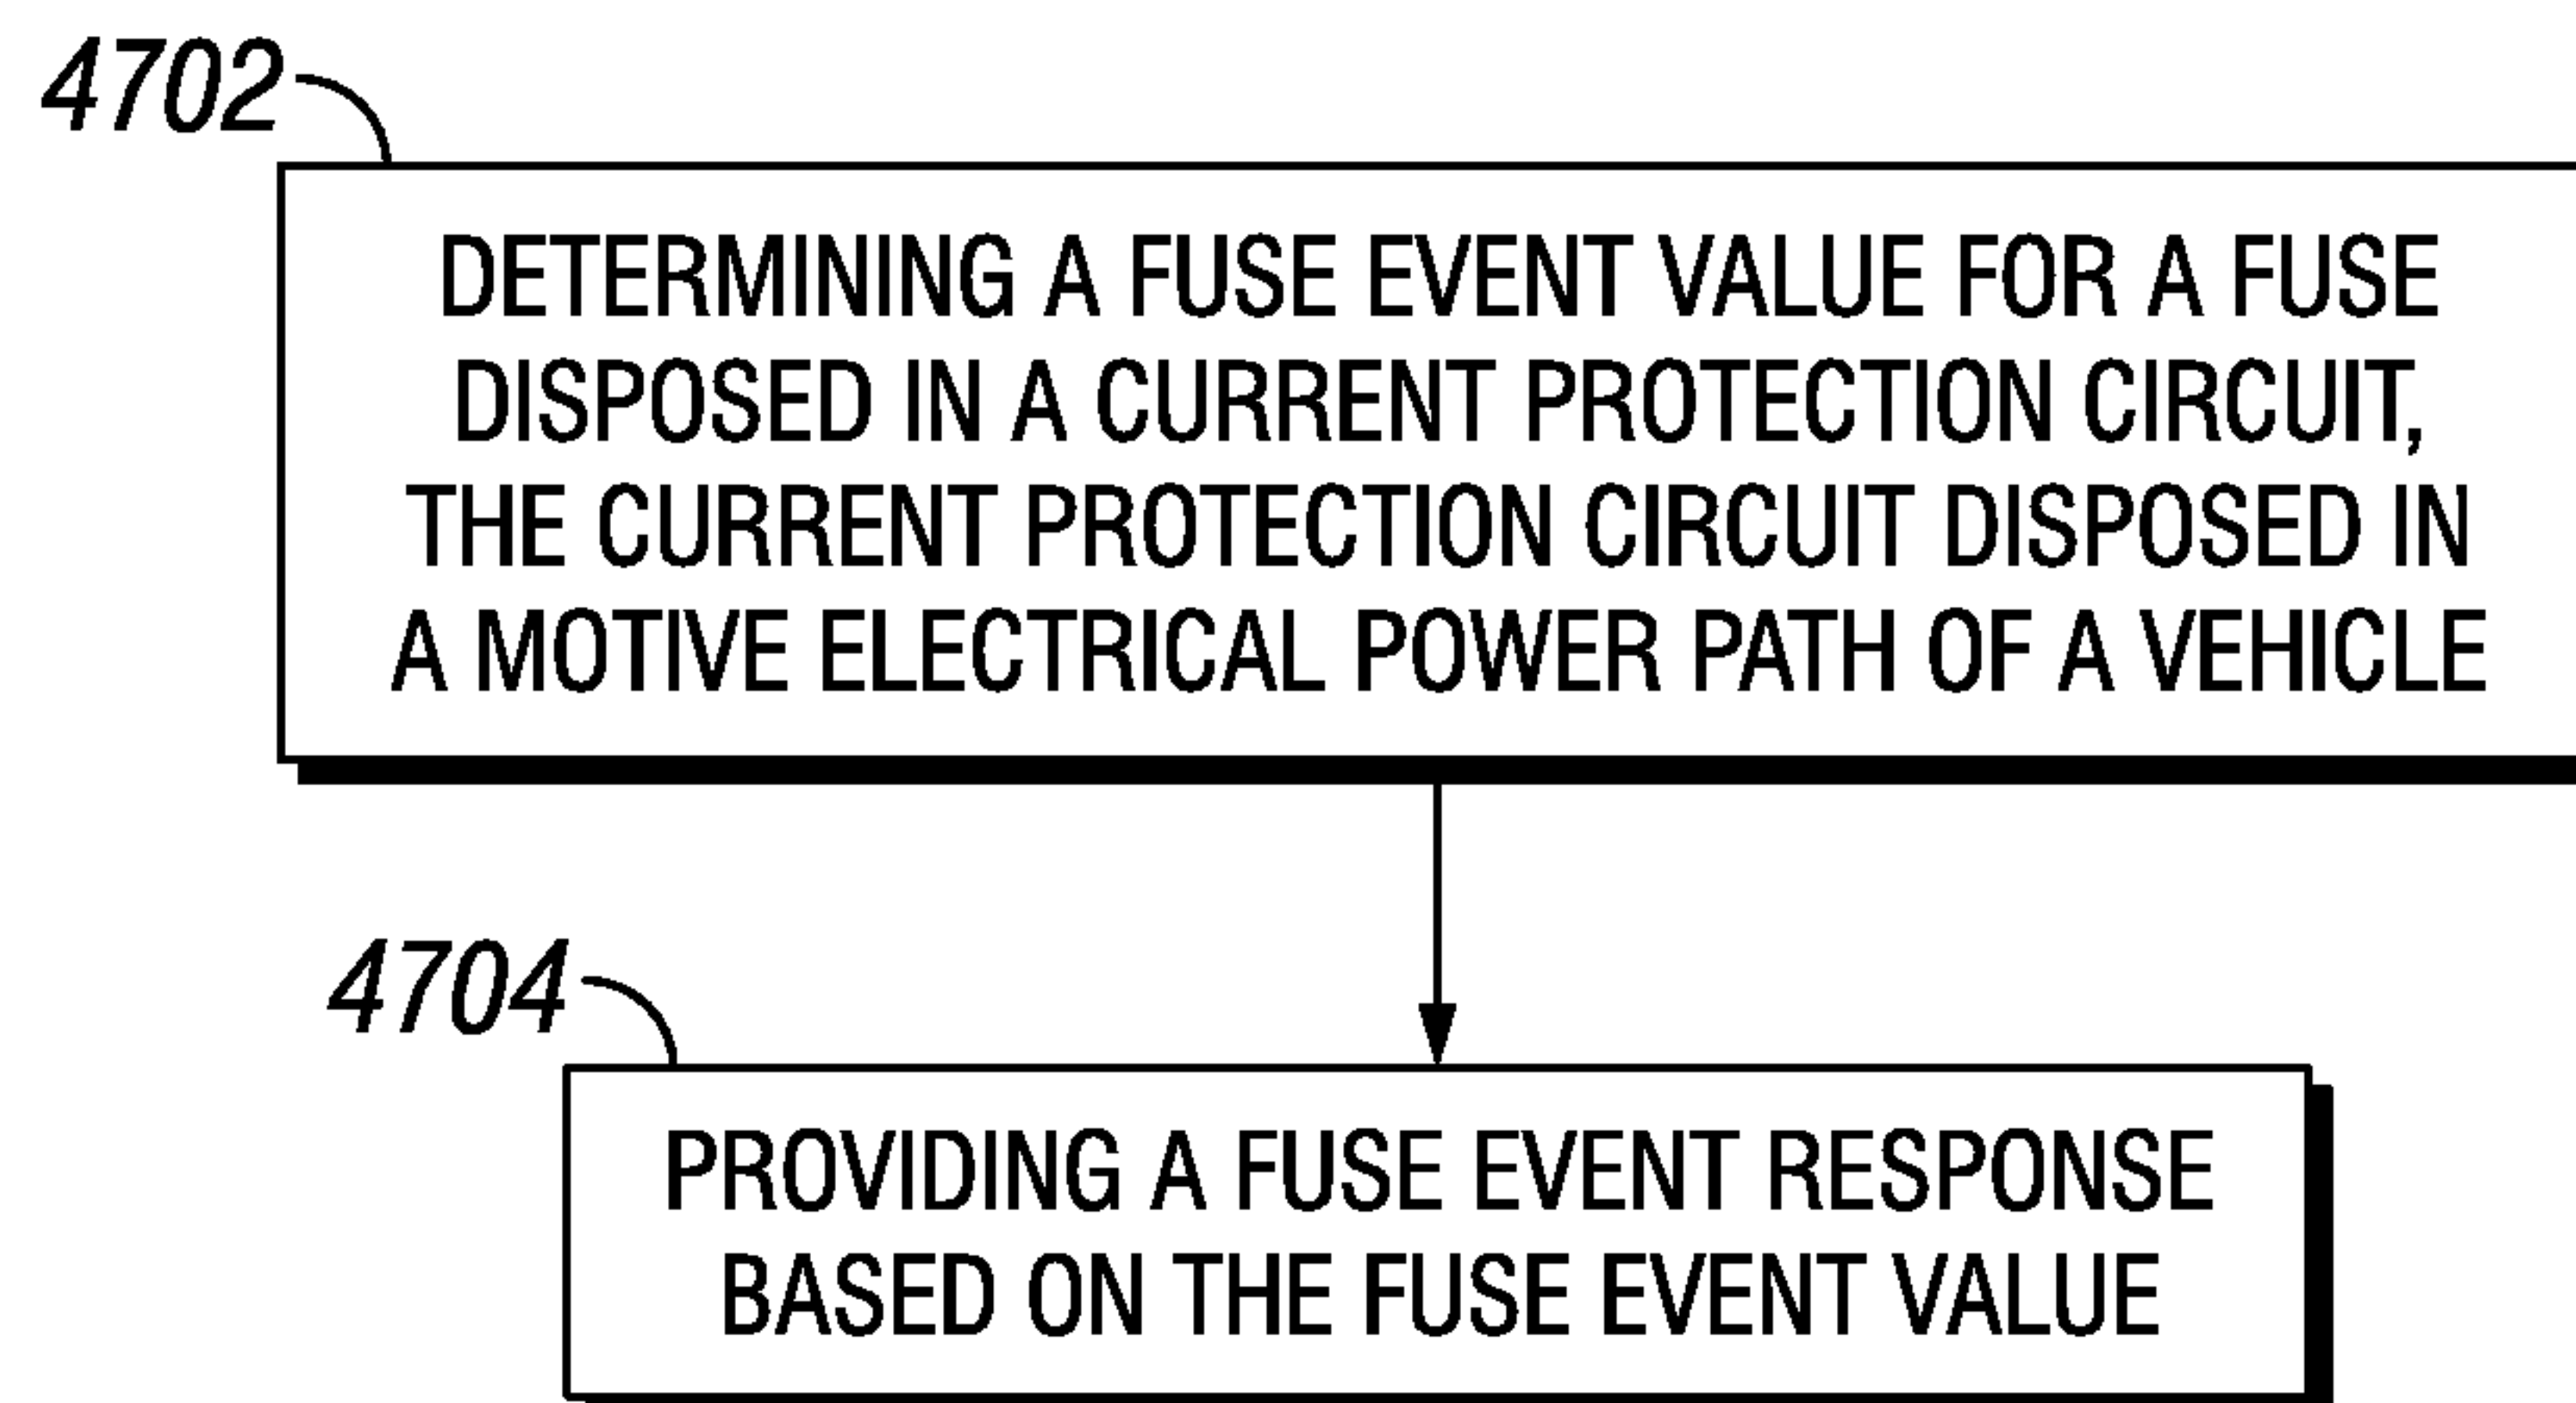 4702
DETERMINING A FUSE EVENT VALUE FOR A FUSE
DISPOSED IN A CURRENT PROTECTION CIRCUIT,
THE CURRENT PROTECTION CIRCUIT DISPOSED IN
A MOTIVE ELECTRICAL POWER PATH OF A VEHICLE
4704
PROVIDING A FUSE EVENT RESPONSE
BASED ON THE FUSE EVENT VALUE